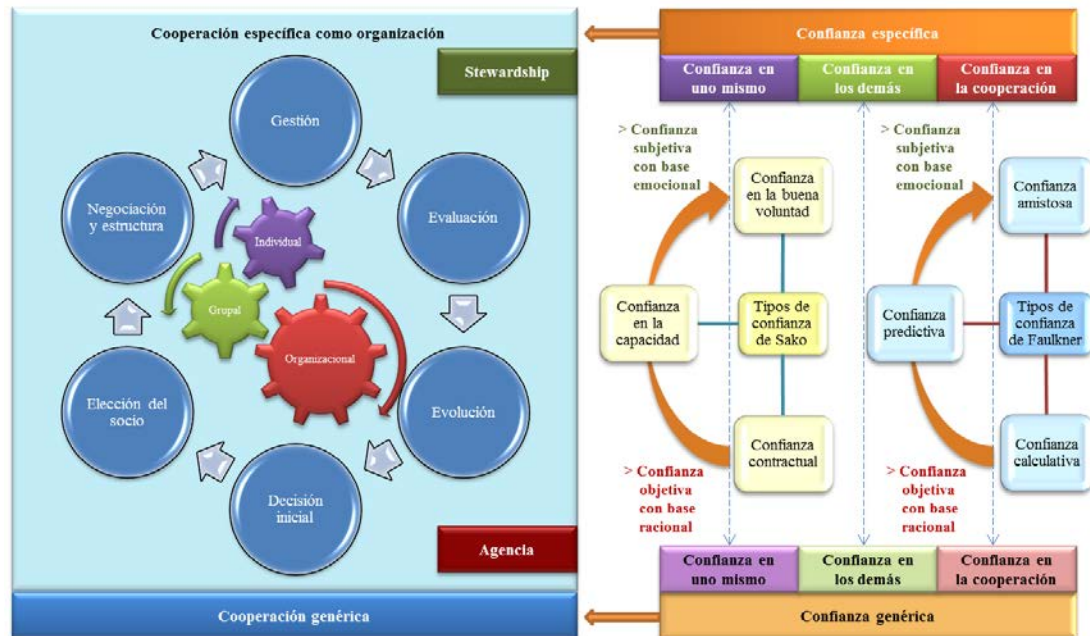 Cooperación específica como organización
Stewardship
Gestión
Evaluación
Evolución
Decisión
inicial
Elección del
socio
Negociación
y estructura
Individual
Grupal
Organizacional
Agencia
Cooperación genérica
Confianza específica
Confianza en
uno mismo
Confianza en
los demás
Confianza en
la cooperación
> Confianza
subjetiva
con base
emocional
Confianza
en la buena
voluntad
Confianza
en la
capacidad
Tipos de
confianza
de Sako
Confianza
contractual
> Confianza
objetiva
con base
racional
> Confianza
subjetiva
con base
emocional
Confianza
amistosa
Confianza
predictiva
Tipos de
confianza
de Faulkner
Confianza
calculativa
> Confianza
objetiva
con base
racional
Confianza en
uno mismo
Confianza en
los demás
Confianza en
la cooperación
Confianza genérica